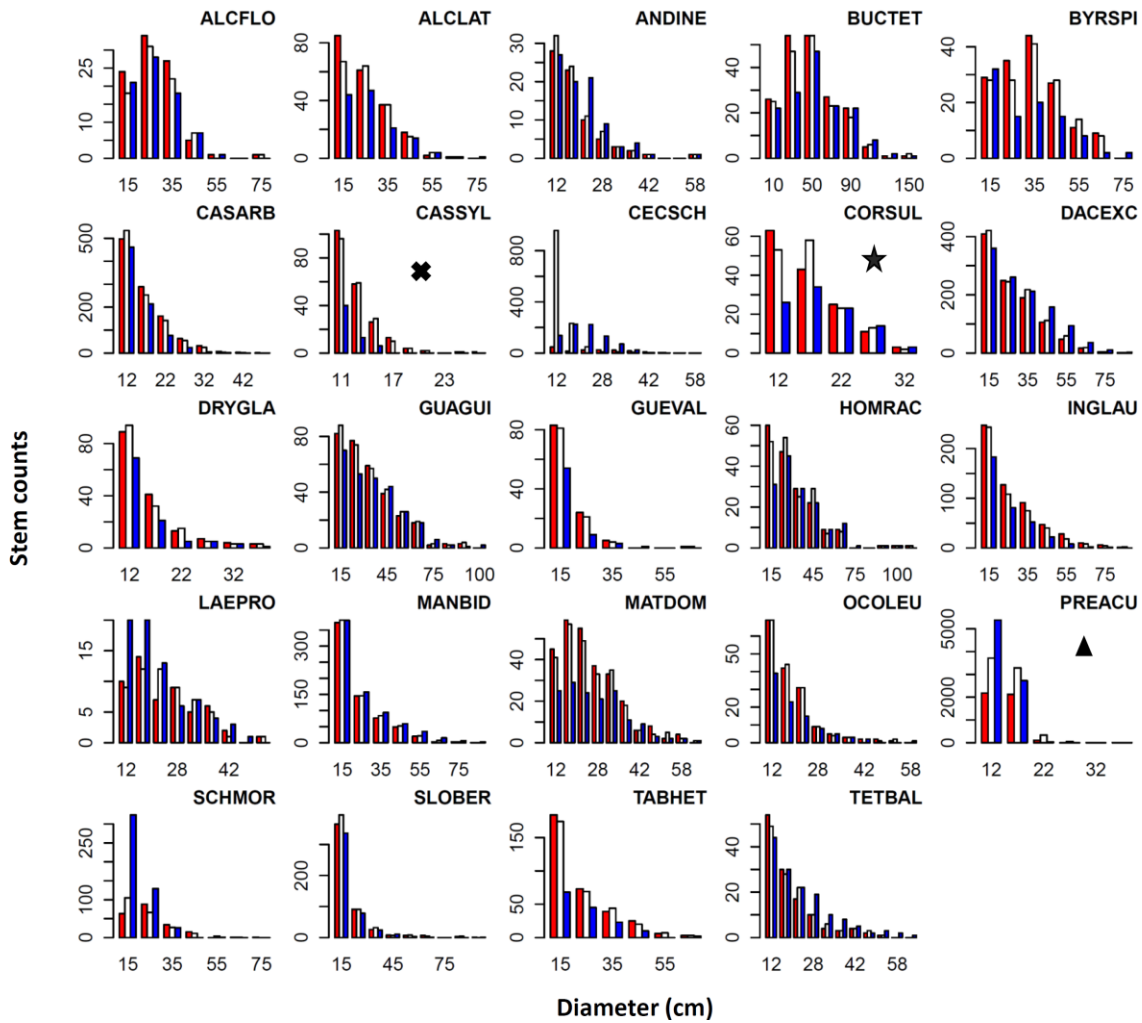 ALCFLO ALCLAT ANDINE BUCTET BYRSPI
0 10 25
15 35 55 75
0 40 80
15 35 55 75
0 10 20 30
12 28 42 58
0 20 40
10 50 90 150
0 20 40
15 35 55 75
CASARB CASSYL CECSCH CORSUL DACEXC
0 200 500
12 22 32 42
0 40 80
11 17 23
0 400 800
12 28 42 58
0 20 40 60
12 22 32
0 200 400
15 35 55 75
DRYGLA GUAGUI GUEVAL HOMRAC INGLAU
0 40 80
12 22 32
0 40 80
15 45 75 100
0 40 80
15 35 55
0 20 40 60
15 45 75 100
0 100 200
15 35 55 75
LAEPRO MANBID MATDOM OCOLEU PREACU
0 5 15
12 28 42
0 150 300
15 35 55 75
0 20 40
12 28 42 58
0 20 50
12 28 42 58
0 2000 5000
12 22 32
SCHMOR SLOBER TABHET TETBAL
0 100 250
15 35 55 75
0 200
15 45 75
0 50 150
15 35 55
0 20 40
12 28 42 58
Stem counts
Diameter (cm)